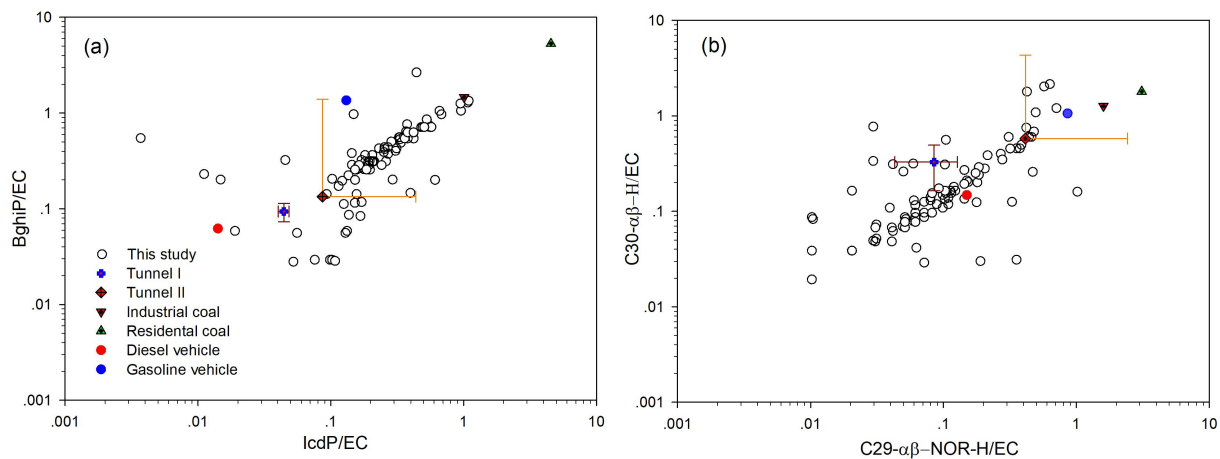 (a)
10
1
.1
.01
.001
BghiP/EC
This study
Tunnel I
Tunnel II
Industrial coal
Residental coal
Diesel vehicle
Gasoline vehicle
.001 .01 .1 1 10
IcdP/EC
(b)
10
1
.1
.01
.001
C30-αβ-H/EC
.001 .01 .1 1 10
C29-αβ-NOR-H/EC